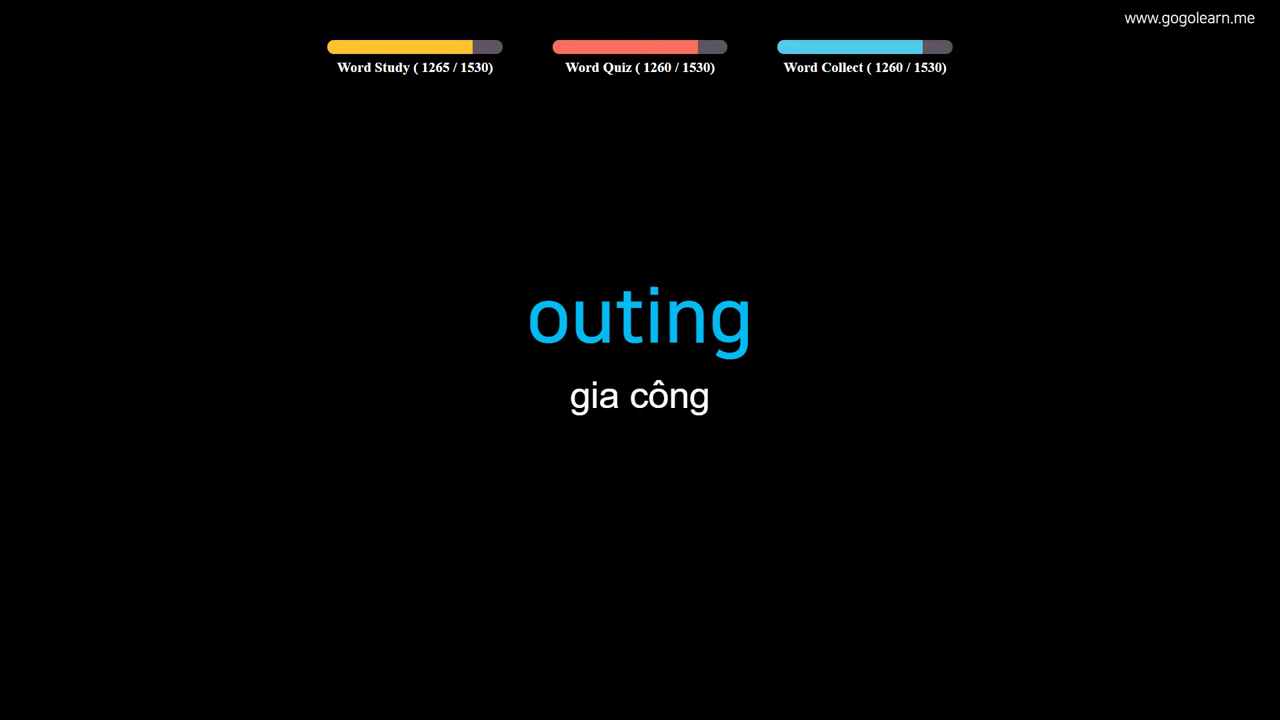 www.gogolearn.me
Word Study ( 1265 / 1530)
Word Quiz ( 1260 / 1530)
Word Collect ( 1260 / 1530)
outing
gia công